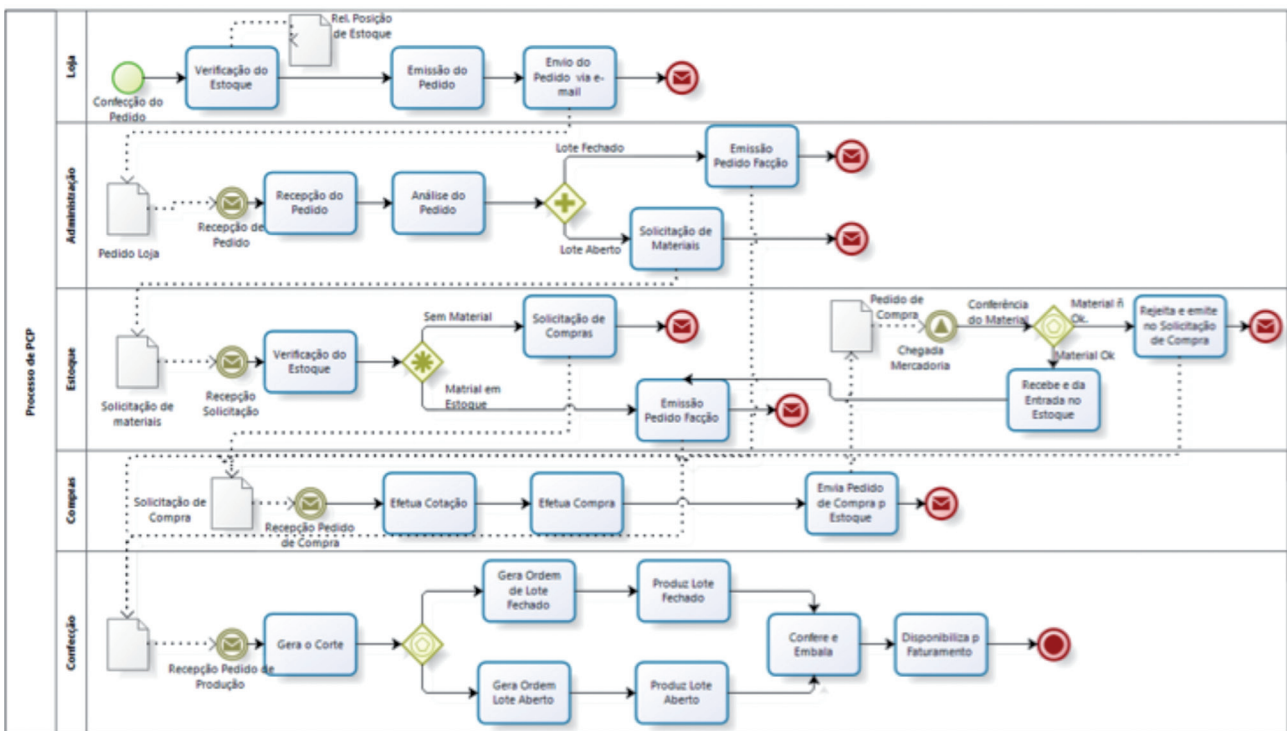 Processo de PCP
Loja
Rel. Posição
de Estoque
Confecção do
Pedido
Verificação do
Estoque
Emissão do
Pedido
Envio do
Pedido via e-
mail
Administração
Pedido Loja
Recepção de
Pedido
Recepção do
Pedido
Análise do
Pedido
Lote Fechado
Lote Aberto
Emissão
Pedido Facção
Solicitação de
Materiais
Estoque
Solicitação de
materiais
Recepção
Solicitação
Verificação do
Estoque
Sem Material
Matrial em
Estoque
Solicitação de
Compras
Emissão
Pedido Facção
Pedido de
Compra
Chegada
Mercadoria
Conferência
do Material
Material ñ
Ok.
Material Ok
Rejeita e emite
no Solicitação
de Compra
Recebe e da
Entrada no
Estoque
Compras
Solicitação de
Compra
Recepção Pedido
de Compra
Efetua Cotação
Efetua Compra
Envia Pedido
de Compra p
Estoque
Confecção
Recepção Pedido de
Produção
Gera o Corte
Gera Ordem
de Lote
Fechado
Produz Lote
Fechado
Gera Ordem
Lote Aberto
Produz Lote
Aberto
Confere e
Embala
Disponibiliza p
Faturamento